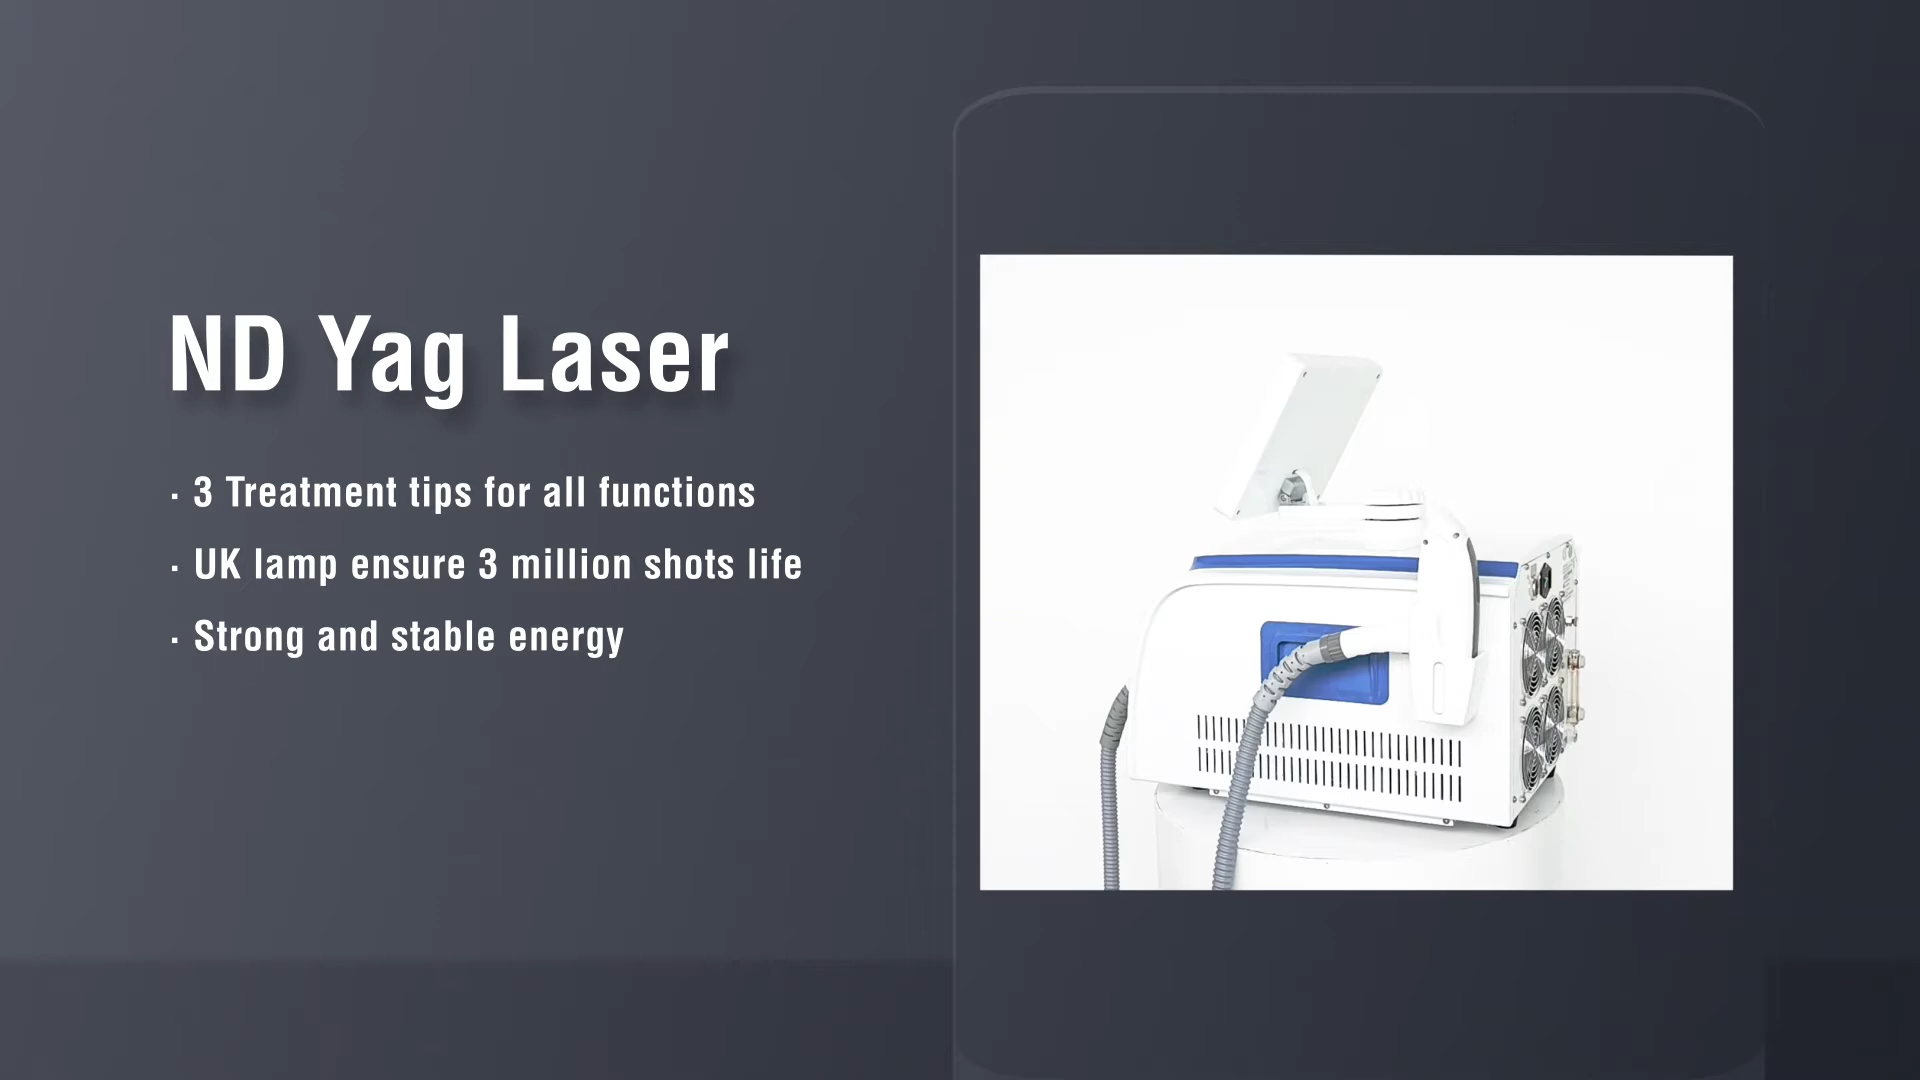 ND Yag Laser
· 3 Treatment tips for all functions
· UK lamp ensure 3 million shots life
· Strong and stable energy